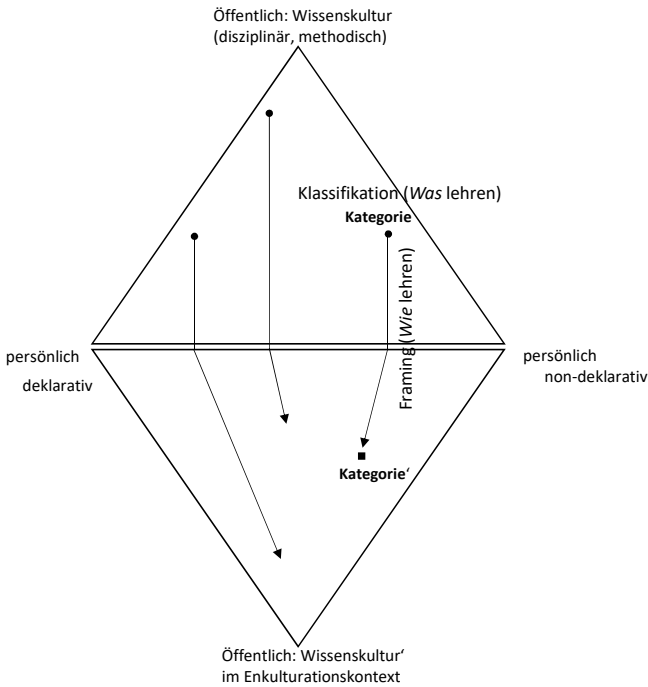 Öffentlich: Wissenskultur
(disziplinär, methodisch)
Klassifikation (Was lehren)
Kategorie
Framing (Wie lehren)
persönlich
deklarativ
persönlich
non-deklarativ
Kategorie‘
Öffentlich: Wissenskultur‘
im Enkulturationskontext